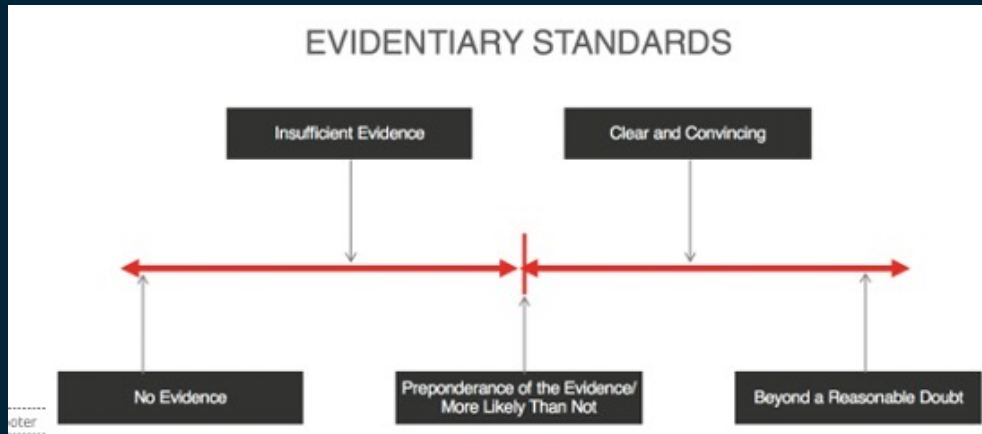 EVIDENTIARY STANDARDS
Insufficient Evidence
Clear and Convincing
No Evidence
Preponderance of the Evidence/
More Likely Than Not
Beyond a Reasonable Doubt
ooter